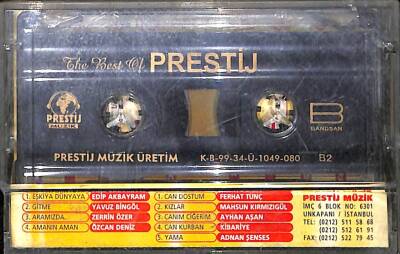 The Best Of PRESTİJ
PRESTİJ
MÜZİK
B
BANDSAN
PRESTİJ MÜZİK ÜRETİM K-B-99-34-Ü-1049-080 B2
1. EŞKIYA DÜNYAYA EDİP AKBAYRAM
2. GİTME YAVUZ BİNGÖL
3. ARAMIZDA. ZERRİN ÖZER
4. AMANIN AMAN ÖZCAN DENİZ
1. CAN DOSTUM FERHAT TUNÇ
2. KIZLAR MAHSUN KIRMIZIGÜL
3. CANIM CİĞERİM AYHAN AŞAN
4. CAN KURBAN KİBARİYE
5. YAMA ADNAN ŞENSES
PRESTİJ MÜZİK
İMÇ 6 BLOK NO: 6301
UNKAPANI / İSTANBUL
TEL: (0212) 511 58 68
(0212) 512 61 91
FAX: (0212) 522 79 45